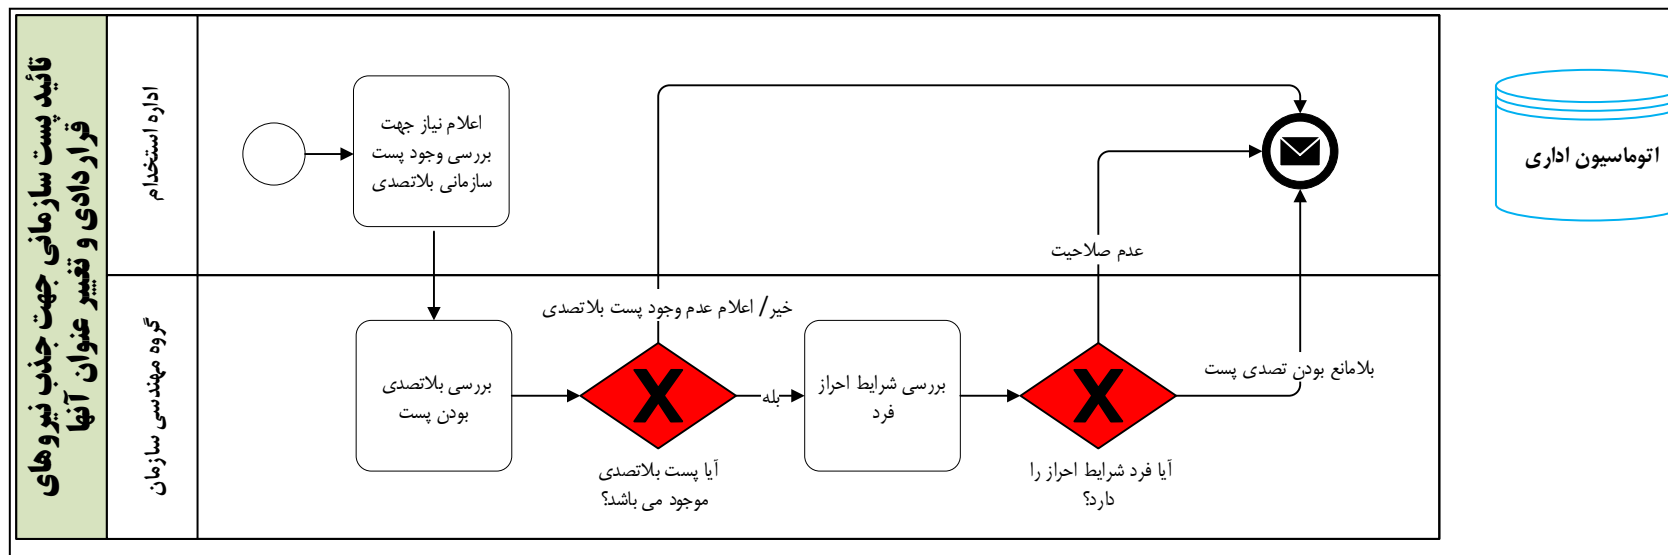 تائید پست سازمانی جهت جذب نیروهای
قراردادی و تغییر عنوان آنها
اداره استخدام
گروه مهندسی سازمان
اعلام نیاز جهت
بررسی وجود پست
سازمانی بلاتصدی
اتوماسیون اداری
عدم صلاحیت
خیر/ اعلام عدم وجود پست بلاتصدی
بررسی بلاتصدی
بودن پست
بله
بررسی شرایط احراز
فرد
بلامانع بودن تصدی پست
آیا پست بلاتصدی
موجود می باشد؟
آیا فرد شرایط احراز را
دارد؟